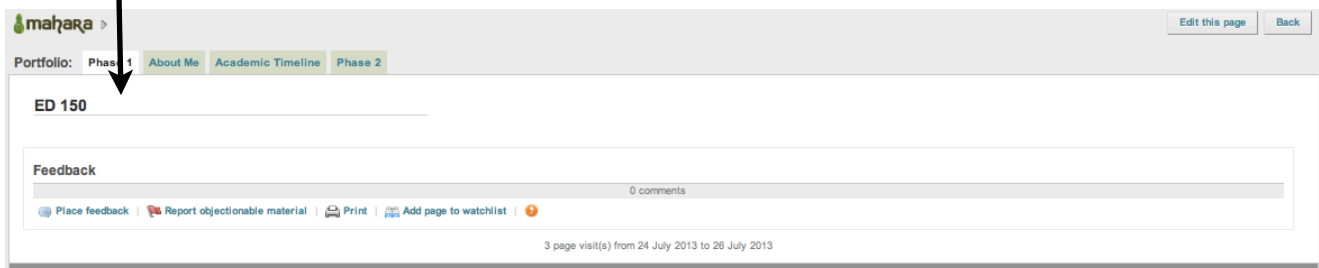 mahara
Edit this page Back
Portfolio: Phase 1 About Me Academic Timeline Phase 2
ED 150
Feedback
0 comments
Place feedback | Report objectionable material | Print | Add page to watchlist | ?
3 page visit(s) from 24 July 2013 to 26 July 2013